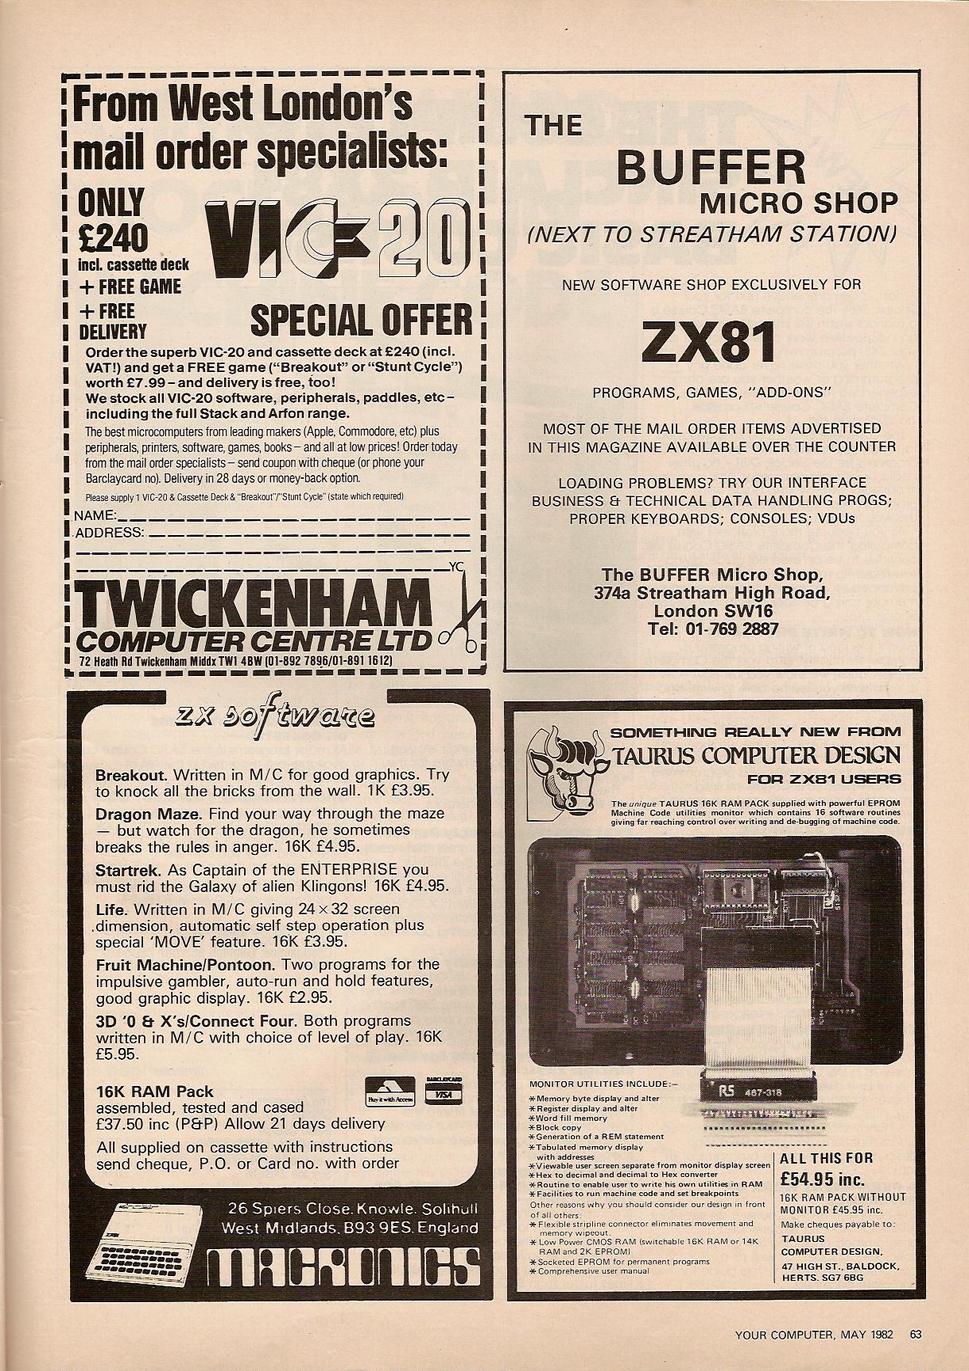 From West London's
mail order specialists:
ONLY
£240
incl. cassette deck
+ FREE GAME
+ FREE
DELIVERY
VIC-20
SPECIAL OFFER
Order the superb VIC-20 and cassette deck at £240 (incl.
VAT!) and get a FREE game ("Breakout" or "Stunt Cycle")
worth £7.99 – and delivery is free, too!
We stock all VIC-20 software, peripherals, paddles, etc –
including the full Stack and Arfon range.
The best microcomputers from leading makers (Apple, Commodore, etc) plus
peripherals, printers, software, games, books – and all at low prices! Order today
from the mail order specialists – send coupon with cheque (or phone your
Barclaycard no). Delivery in 28 days or money-back option.
Please supply 1 VIC-20 & Cassette Deck & "Breakout"/"Stunt Cycle" (state which required)
NAME:
ADDRESS:
YC
TWICKENHAM
COMPUTER CENTRE LTD
72 Heath Rd Twickenham Middx TW1 4BW (01-892 7896/01-891 1612)
THE
BUFFER
MICRO SHOP
(NEXT TO STREATHAM STATION)
NEW SOFTWARE SHOP EXCLUSIVELY FOR
ZX81
PROGRAMS, GAMES, "ADD-ONS"
MOST OF THE MAIL ORDER ITEMS ADVERTISED
IN THIS MAGAZINE AVAILABLE OVER THE COUNTER
LOADING PROBLEMS? TRY OUR INTERFACE
BUSINESS & TECHNICAL DATA HANDLING PROGS;
PROPER KEYBOARDS; CONSOLES; VDUs
The BUFFER Micro Shop,
374a Streatham High Road,
London SW16
Tel: 01-769 2887
zx software
Breakout. Written in M/C for good graphics. Try
to knock all the bricks from the wall. 1K £3.95.
Dragon Maze. Find your way through the maze
— but watch for the dragon, he sometimes
breaks the rules in anger. 16K £4.95.
Startrek. As Captain of the ENTERPRISE you
must rid the Galaxy of alien Klingons! 16K £4.95.
Life. Written in M/C giving 24 × 32 screen
dimension, automatic self step operation plus
special 'MOVE' feature. 16K £3.95.
Fruit Machine/Pontoon. Two programs for the
impulsive gambler, auto-run and hold features,
good graphic display. 16K £2.95.
3D '0 & X's/Connect Four. Both programs
written in M/C with choice of level of play. 16K
£5.95.
16K RAM Pack
assembled, tested and cased
£37.50 inc (P&P) Allow 21 days delivery
Buy it with Access
BARCLAYCARD
VISA
All supplied on cassette with instructions
send cheque, P.O. or Card no. with order
26 Spiers Close, Knowle, Solihull
West Midlands, B93 9ES. England
MACRONICS
SOMETHING REALLY NEW FROM
TAURUS COMPUTER DESIGN
FOR ZX81 USERS
The unique TAURUS 16K RAM PACK supplied with powerful EPROM
Machine Code utilities monitor which contains 16 software routines
giving far reaching control over writing and de-bugging of machine code.
RS 467-318
MONITOR UTILITIES INCLUDE:–
* Memory byte display and alter
* Register display and alter
* Word fill memory
* Block copy
* Generation of a REM statement
* Tabulated memory display
with addresses
* Viewable user screen separate from monitor display screen
* Hex to decimal and decimal to Hex converter
* Routine to enable user to write his own utilities in RAM
* Facilities to run machine code and set breakpoints
Other reasons why you should consider our design in front
of all others:
* Flexible stripline connector eliminates movement and
memory wipeout.
* Low Power CMOS RAM (switchable 16K RAM or 14K
RAM and 2K EPROM)
* Socketed EPROM for permanent programs
* Comprehensive user manual
ALL THIS FOR
£54.95 inc.
16K RAM PACK WITHOUT
MONITOR £45.95 inc.
Make cheques payable to:
TAURUS
COMPUTER DESIGN,
47 HIGH ST., BALDOCK,
HERTS. SG7 6BG
YOUR COMPUTER, MAY 1982 63